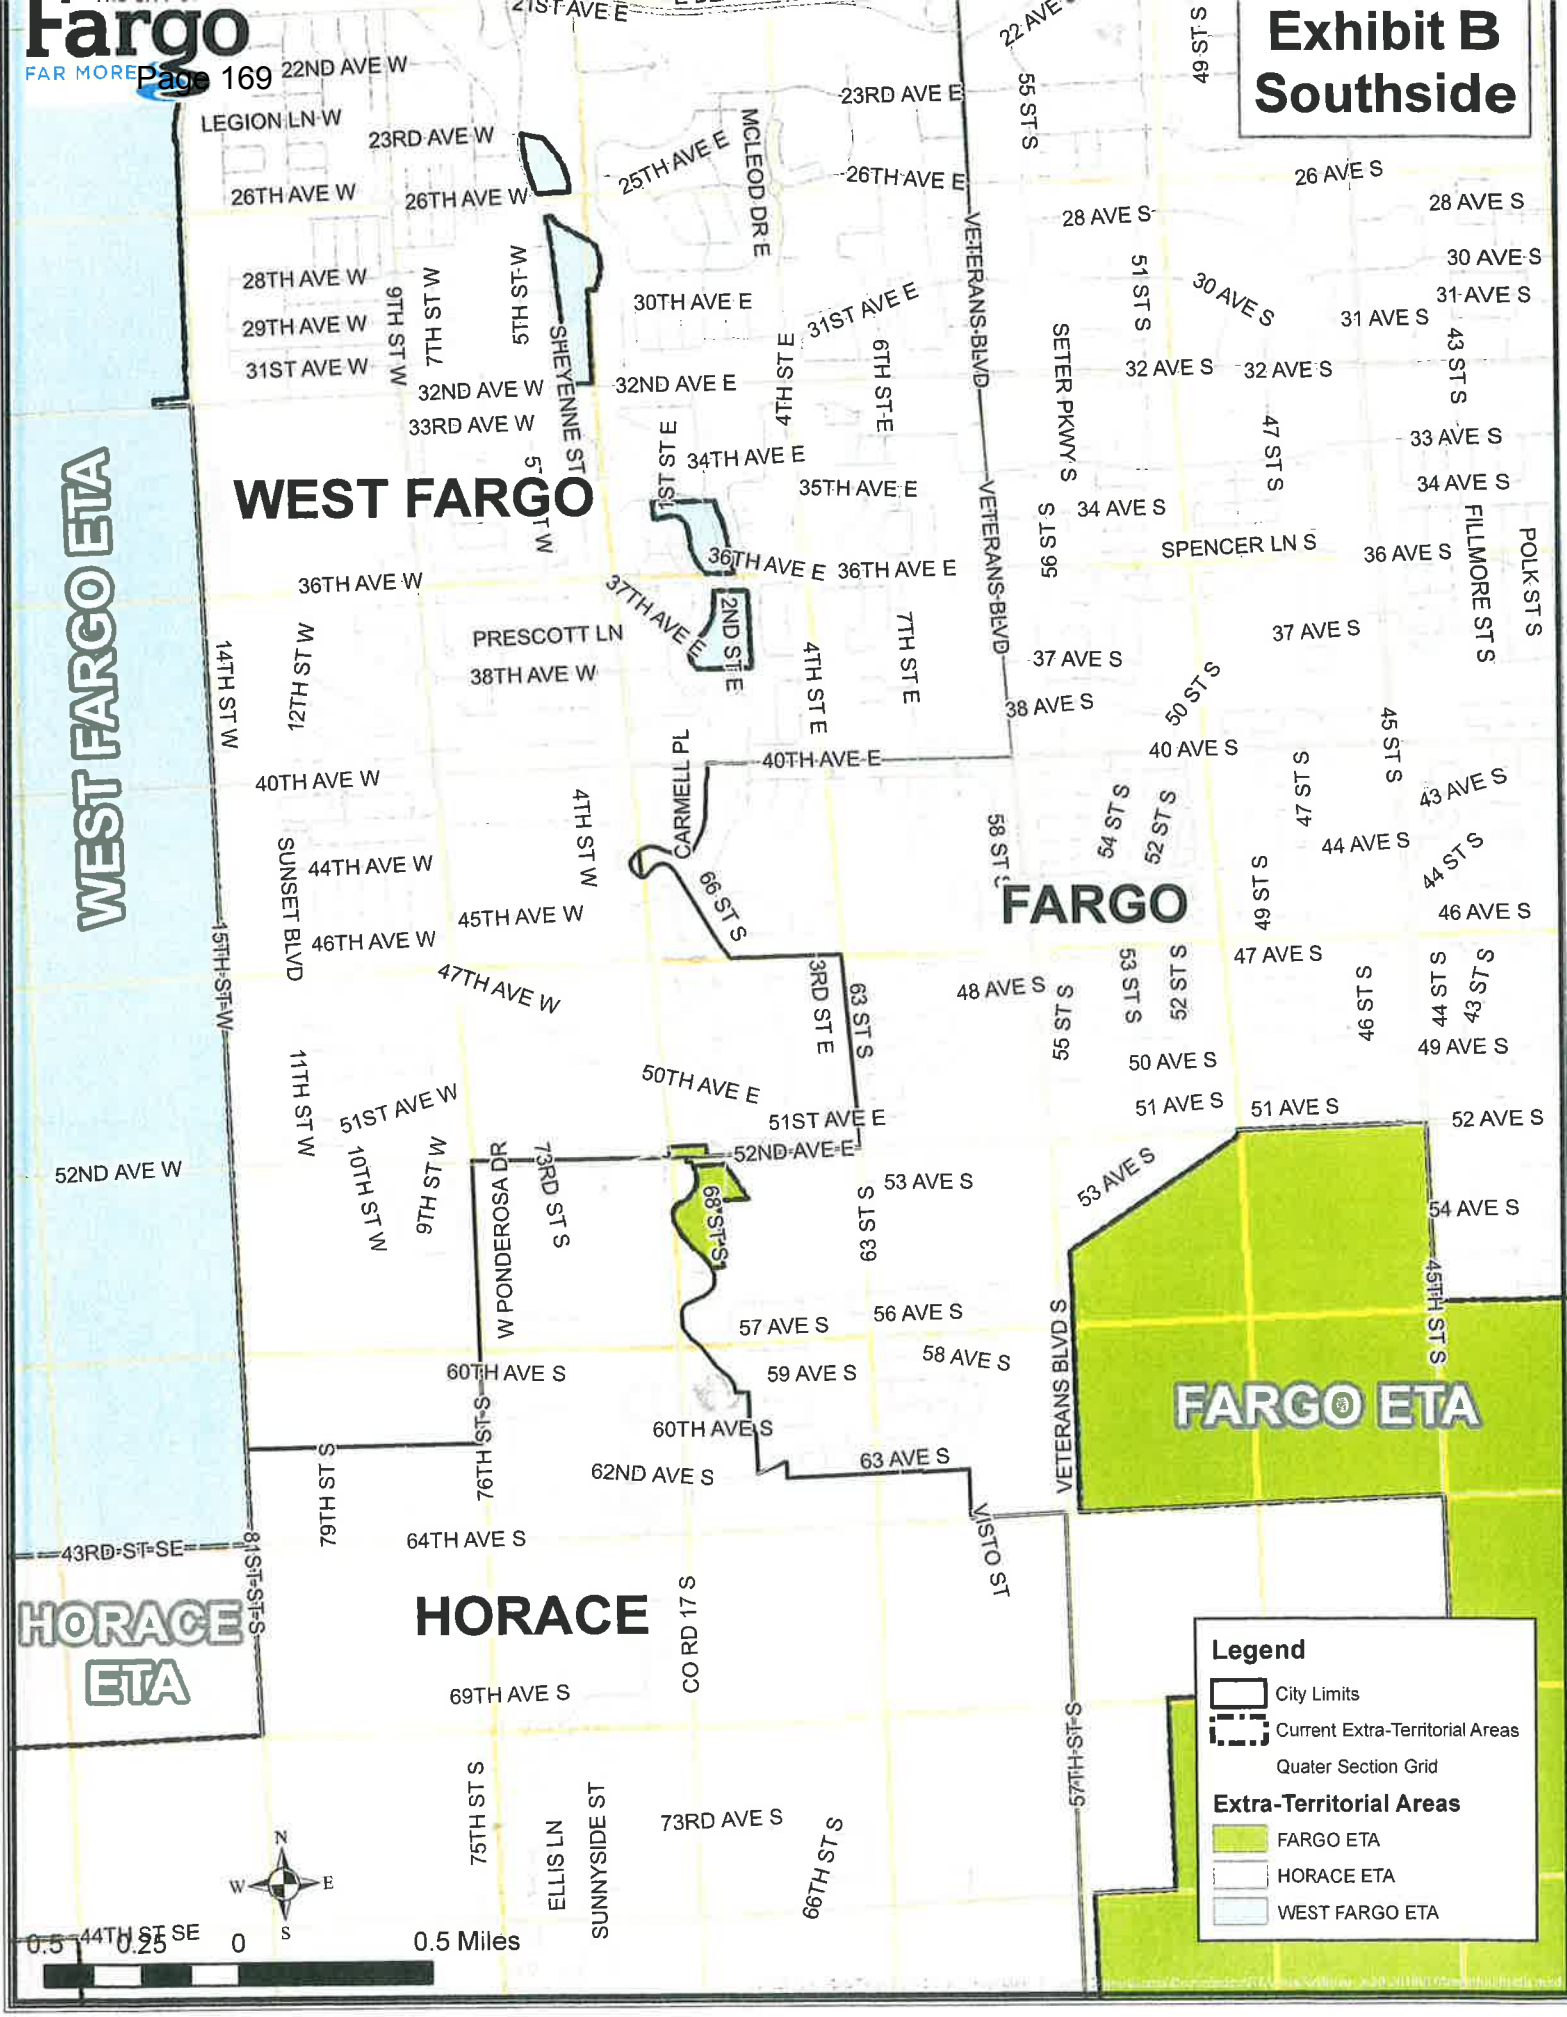 Fargo
FAR MORE
Page 169
Exhibit B
Southside
21ST AVE E
22 AVE S
49 ST S
22ND AVE W
LEGION LN W
23RD AVE W
23RD AVE E
55 ST S
MCLEOD DR E
25TH AVE E
26TH AVE E
26 AVE S
26TH AVE W
26TH AVE W
28 AVE S
28 AVE S
VETERANS BLVD
28TH AVE W
9TH ST W
7TH ST W
5TH ST W
30TH AVE E
31ST AVE E
51 ST S
30 AVE S
30 AVE S
31 AVE S
31 AVE S
29TH AVE W
31ST AVE W
SHEYENNE ST
4TH ST E
6TH ST E
SETER PKWY S
32 AVE S
32 AVE S
43 ST S
32ND AVE W
32ND AVE E
33RD AVE W
1ST ST E
34TH AVE E
47 ST S
33 AVE S
WEST FARGO ETA
WEST FARGO
5T
T W
35TH AVE E
VETERANS BLVD
34 AVE S
34 AVE S
56 ST S
SPENCER LN S
36 AVE S
FILLMORE ST S
POLK ST S
36TH AVE E
36TH AVE E
36TH AVE W
37TH AVE E
2ND ST E
PRESCOTT LN
38TH AVE W
14TH ST W
12TH ST W
4TH ST E
7TH ST E
37 AVE S
37 AVE S
38 AVE S
50 ST S
45 ST S
40TH AVE E
40 AVE S
40TH AVE W
CARMELL PL
4TH ST W
58 ST S
54 ST S
52 ST S
47 ST S
43 AVE S
SUNSET BLVD
44TH AVE W
44 AVE S
44 ST S
66 ST S
FARGO
49 ST S
45TH AVE W
46 AVE S
46TH AVE W
15TH ST W
47TH AVE W
3RD ST E
63 ST S
48 AVE S
55 ST S
53 ST S
52 ST S
47 AVE S
46 ST S
44 ST S
43 ST S
49 AVE S
11TH ST W
51ST AVE W
50TH AVE E
50 AVE S
51ST AVE E
51 AVE S
51 AVE S
52 AVE S
52ND AVE W
10TH ST W
9TH ST W
W PONDEROSA DR
73RD ST S
52ND AVE E
53 AVE S
53 AVE S
68 ST S
63 ST S
54 AVE S
45TH ST S
57 AVE S
56 AVE S
58 AVE S
59 AVE S
VETERANS BLVD S
FARGO ETA
60TH AVE S
76TH ST S
60TH AVE S
79TH ST S
62ND AVE S
63 AVE S
64TH AVE S
VISTO ST
43RD ST SE
81ST ST S
HORACE
ETA
HORACE
CO RD 17 S
69TH AVE S
57TH ST S
75TH ST S
ELLIS LN
SUNNYSIDE ST
73RD AVE S
66TH ST S
N
W
E
S
44TH ST SE
0.5
0.25
0
0.5 Miles
Legend
City Limits
Current Extra-Territorial Areas
Quater Section Grid
Extra-Territorial Areas
FARGO ETA
HORACE ETA
WEST FARGO ETA